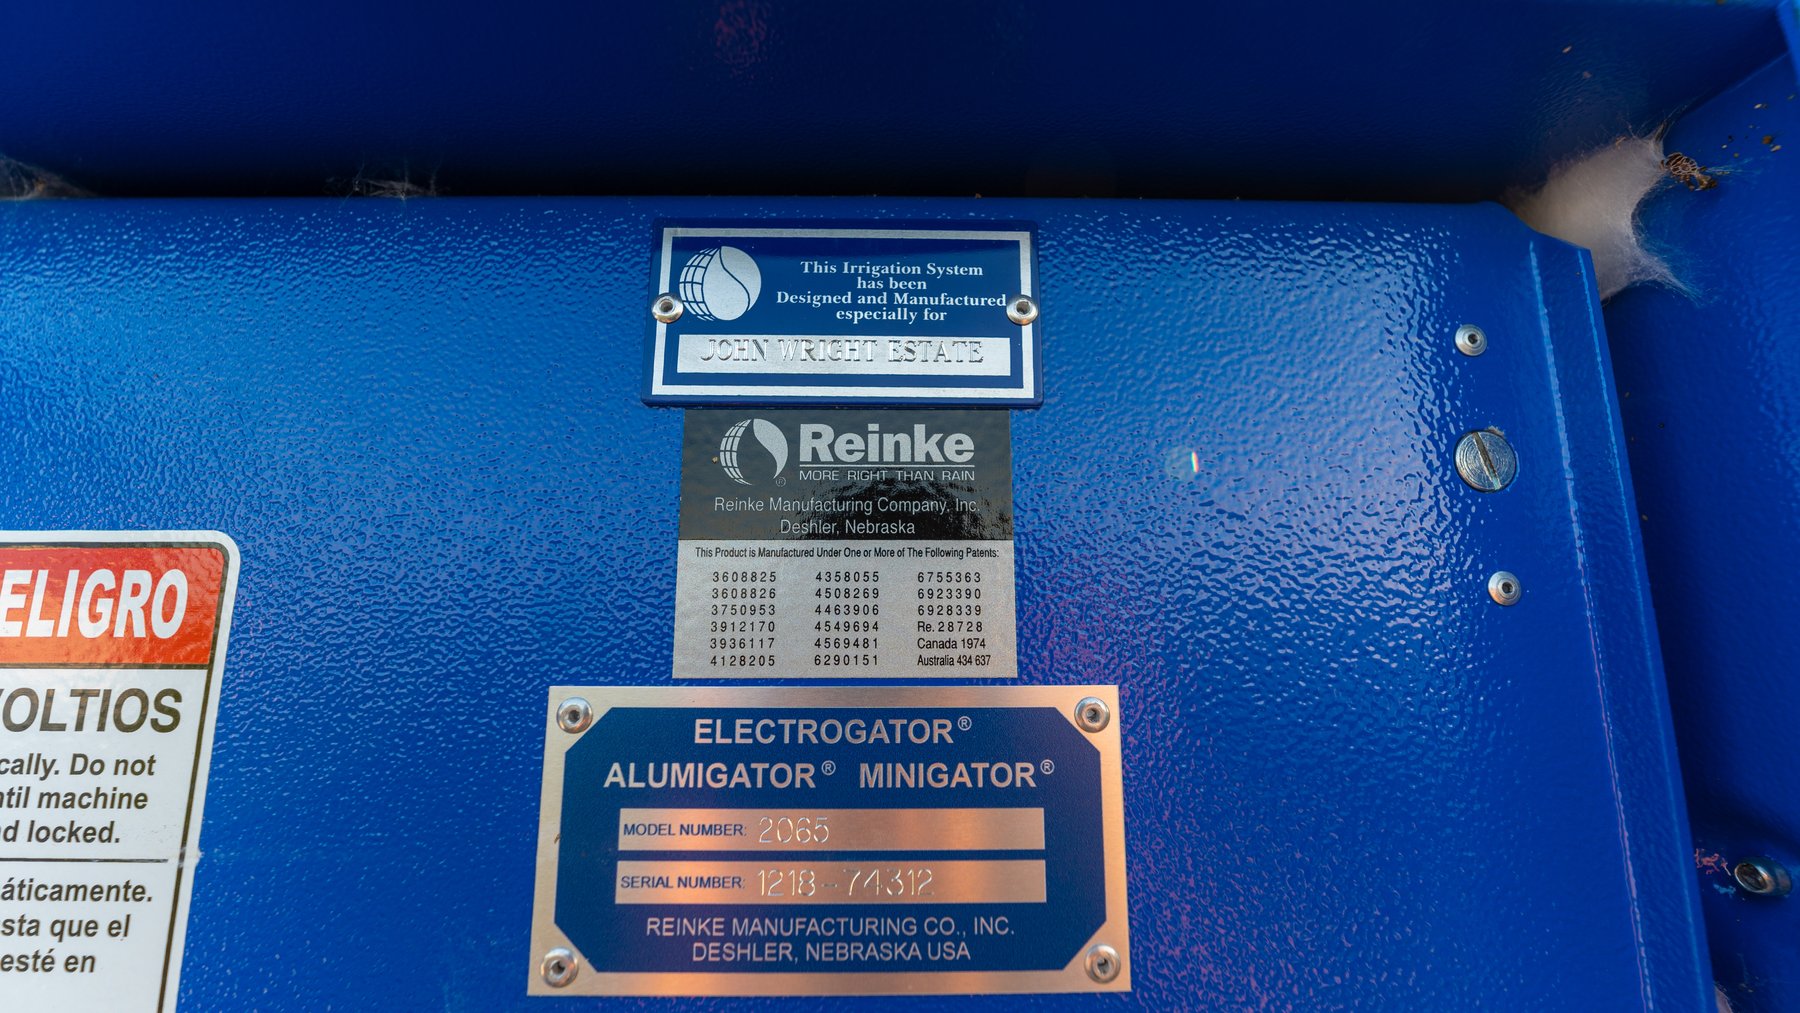 This Irrigation System
has been
Designed and Manufactured
especially for
JOHN WRIGHT ESTATE
Reinke
MORE RIGHT THAN RAIN
Reinke Manufacturing Company, Inc.
Deshler, Nebraska
This Product is Manufactured Under One or More of The Following Patents:
3608825 4358055 6755363
3608826 4508269 6923390
3750953 4463906 6928339
3912170 4549694 Re. 28728
3936117 4569481 Canada 1974
4128205 6290151 Australia 434 637
ELECTROGATOR®
ALUMIGATOR® MINIGATOR®
MODEL NUMBER: 2065
SERIAL NUMBER: 1218-74312
REINKE MANUFACTURING CO., INC.
DESHLER, NEBRASKA USA
ELIGRO
VOLTIOS
cally. Do not
ntil machine
nd locked.
áticamente.
sta que el
esté en